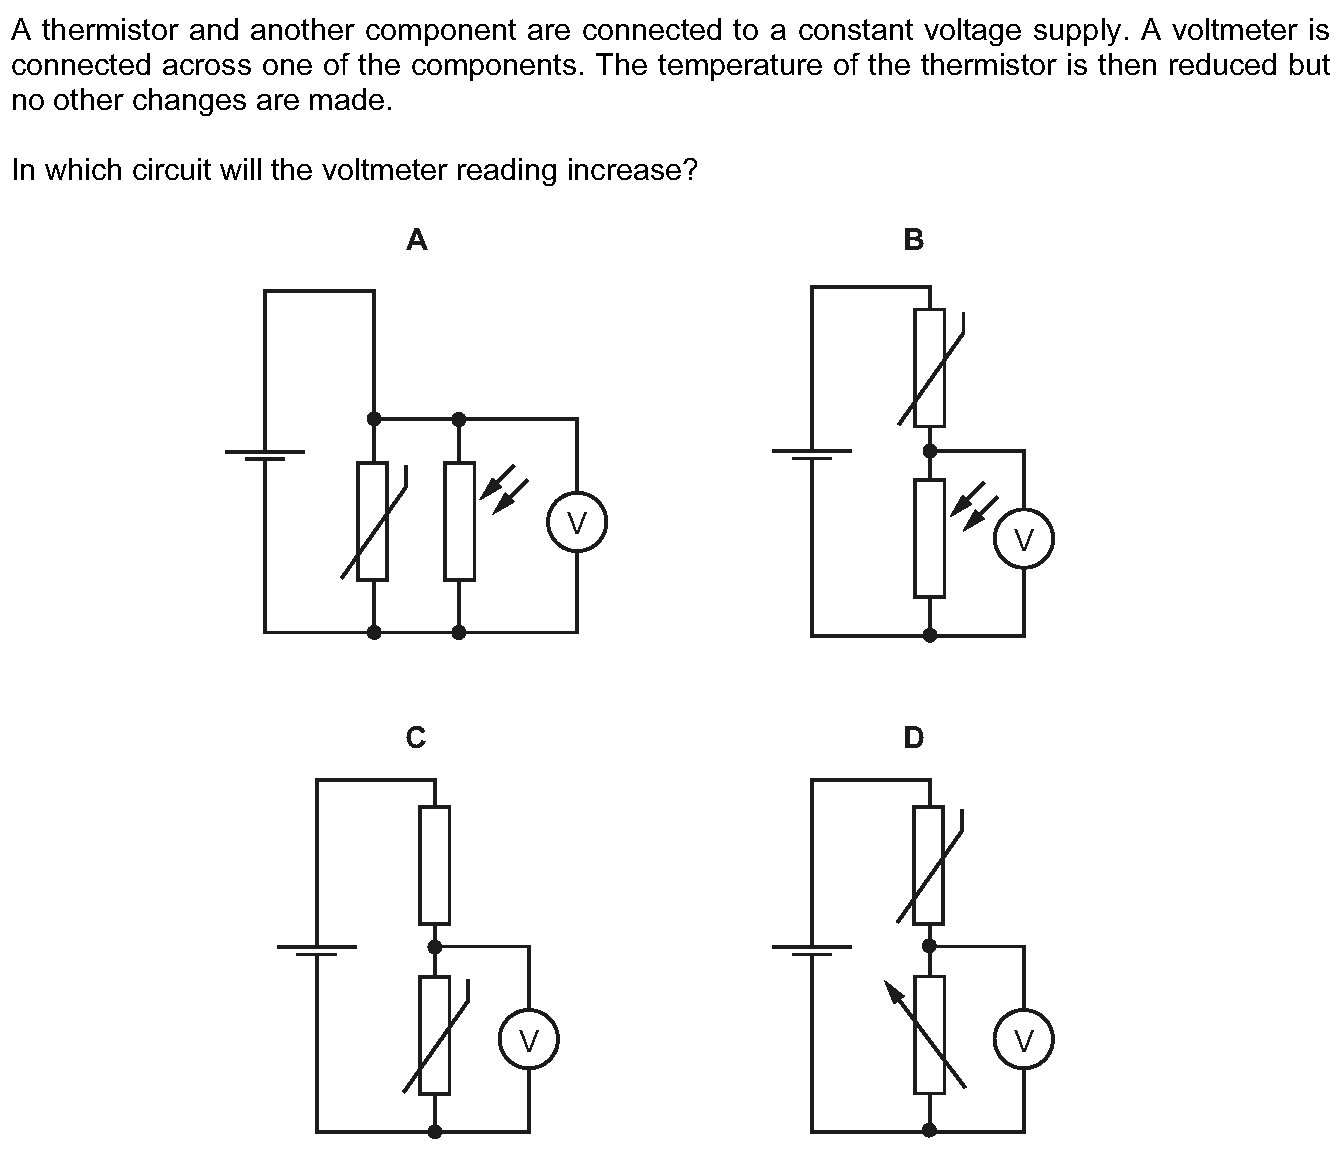 A thermistor and another component are connected to a constant voltage supply. A voltmeter is
connected across one of the components. The temperature of the thermistor is then reduced but
no other changes are made.
In which circuit will the voltmeter reading increase?
A
B
V
V
C
D
V
V